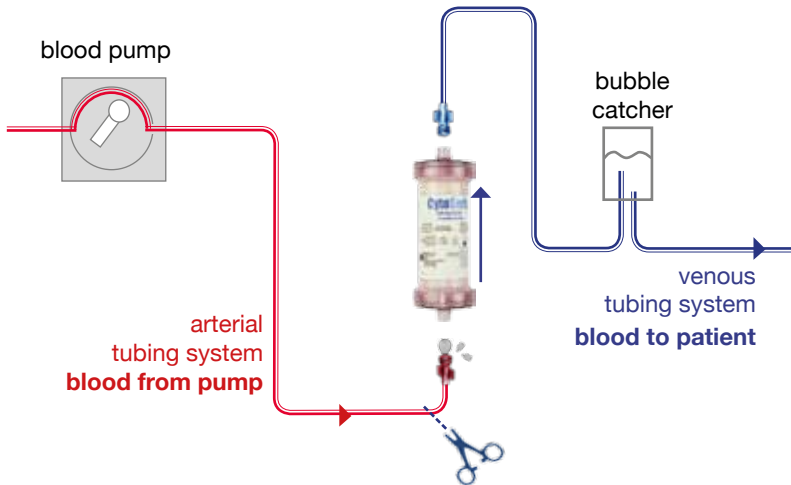 blood pump
bubble
catcher
arterial
tubing system
blood from pump
venous
tubing system
blood to patient